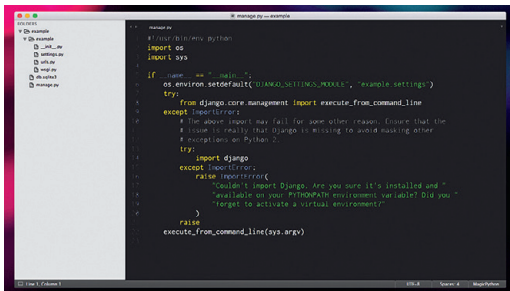 manage.py — example
FOLDERS
example
example
__init__.py
settings.py
urls.py
wsgi.py
db.sqlite3
manage.py
manage.py
#!/usr/bin/env python
import os
import sys
if __name__ == "__main__":
os.environ.setdefault("DJANGO_SETTINGS_MODULE", "example.settings")
try:
from django.core.management import execute_from_command_line
except ImportError:
# The above import may fail for some other reason. Ensure that the
# issue is really that Django is missing to avoid masking other
# exceptions on Python 2.
try:
import django
except ImportError:
raise ImportError(
"Couldn't import Django. Are you sure it's installed and "
"available on your PYTHONPATH environment variable? Did you "
"forget to activate a virtual environment?"
)
raise
execute_from_command_line(sys.argv)
Line 1, Column 1
UTF-8
Spaces: 4
MagicPython